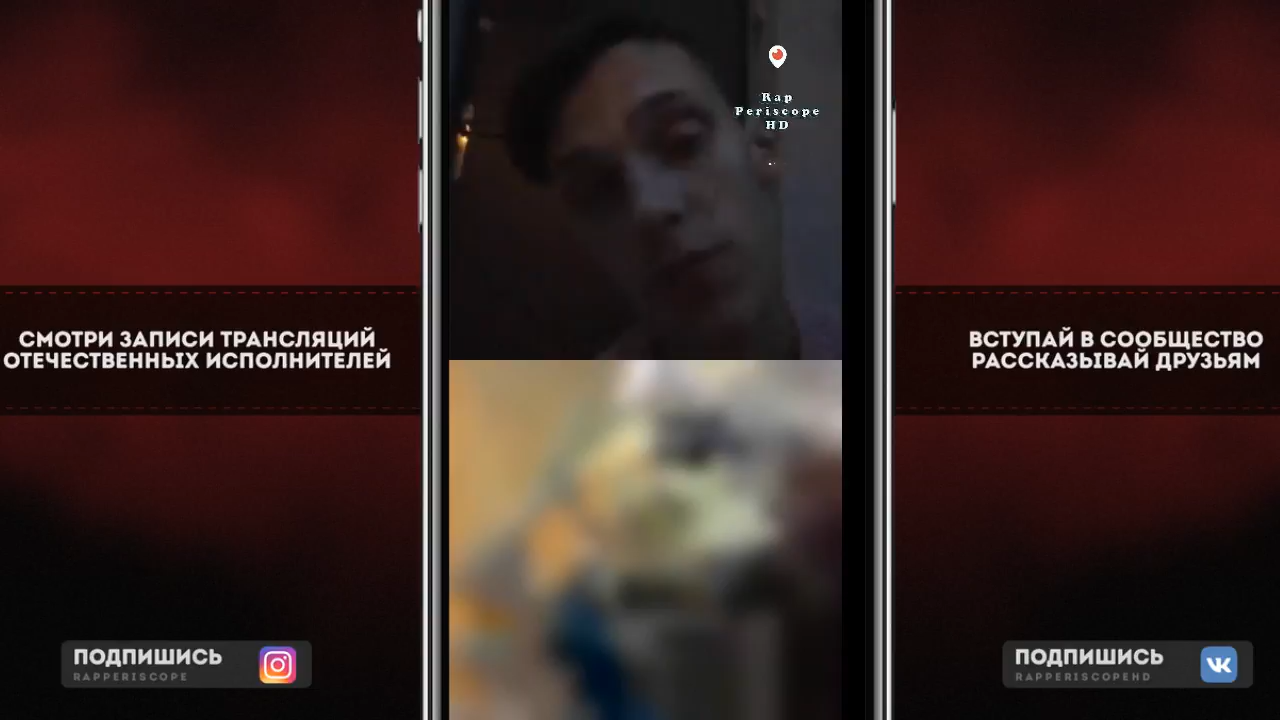 Rap
Periscope
HD
СМОТРИ ЗАПИСИ ТРАНСЛЯЦИЙ
ОТЕЧЕСТВЕННЫХ ИСПОЛНИТЕЛЕЙ
ВСТУПАЙ В СООБЩЕСТВО
РАССКАЗЫВАЙ ДРУЗЬЯМ
ПОДПИШИСЬ
RAPPERISCOPE
ПОДПИШИСЬ
RAPPERISCOPEHD